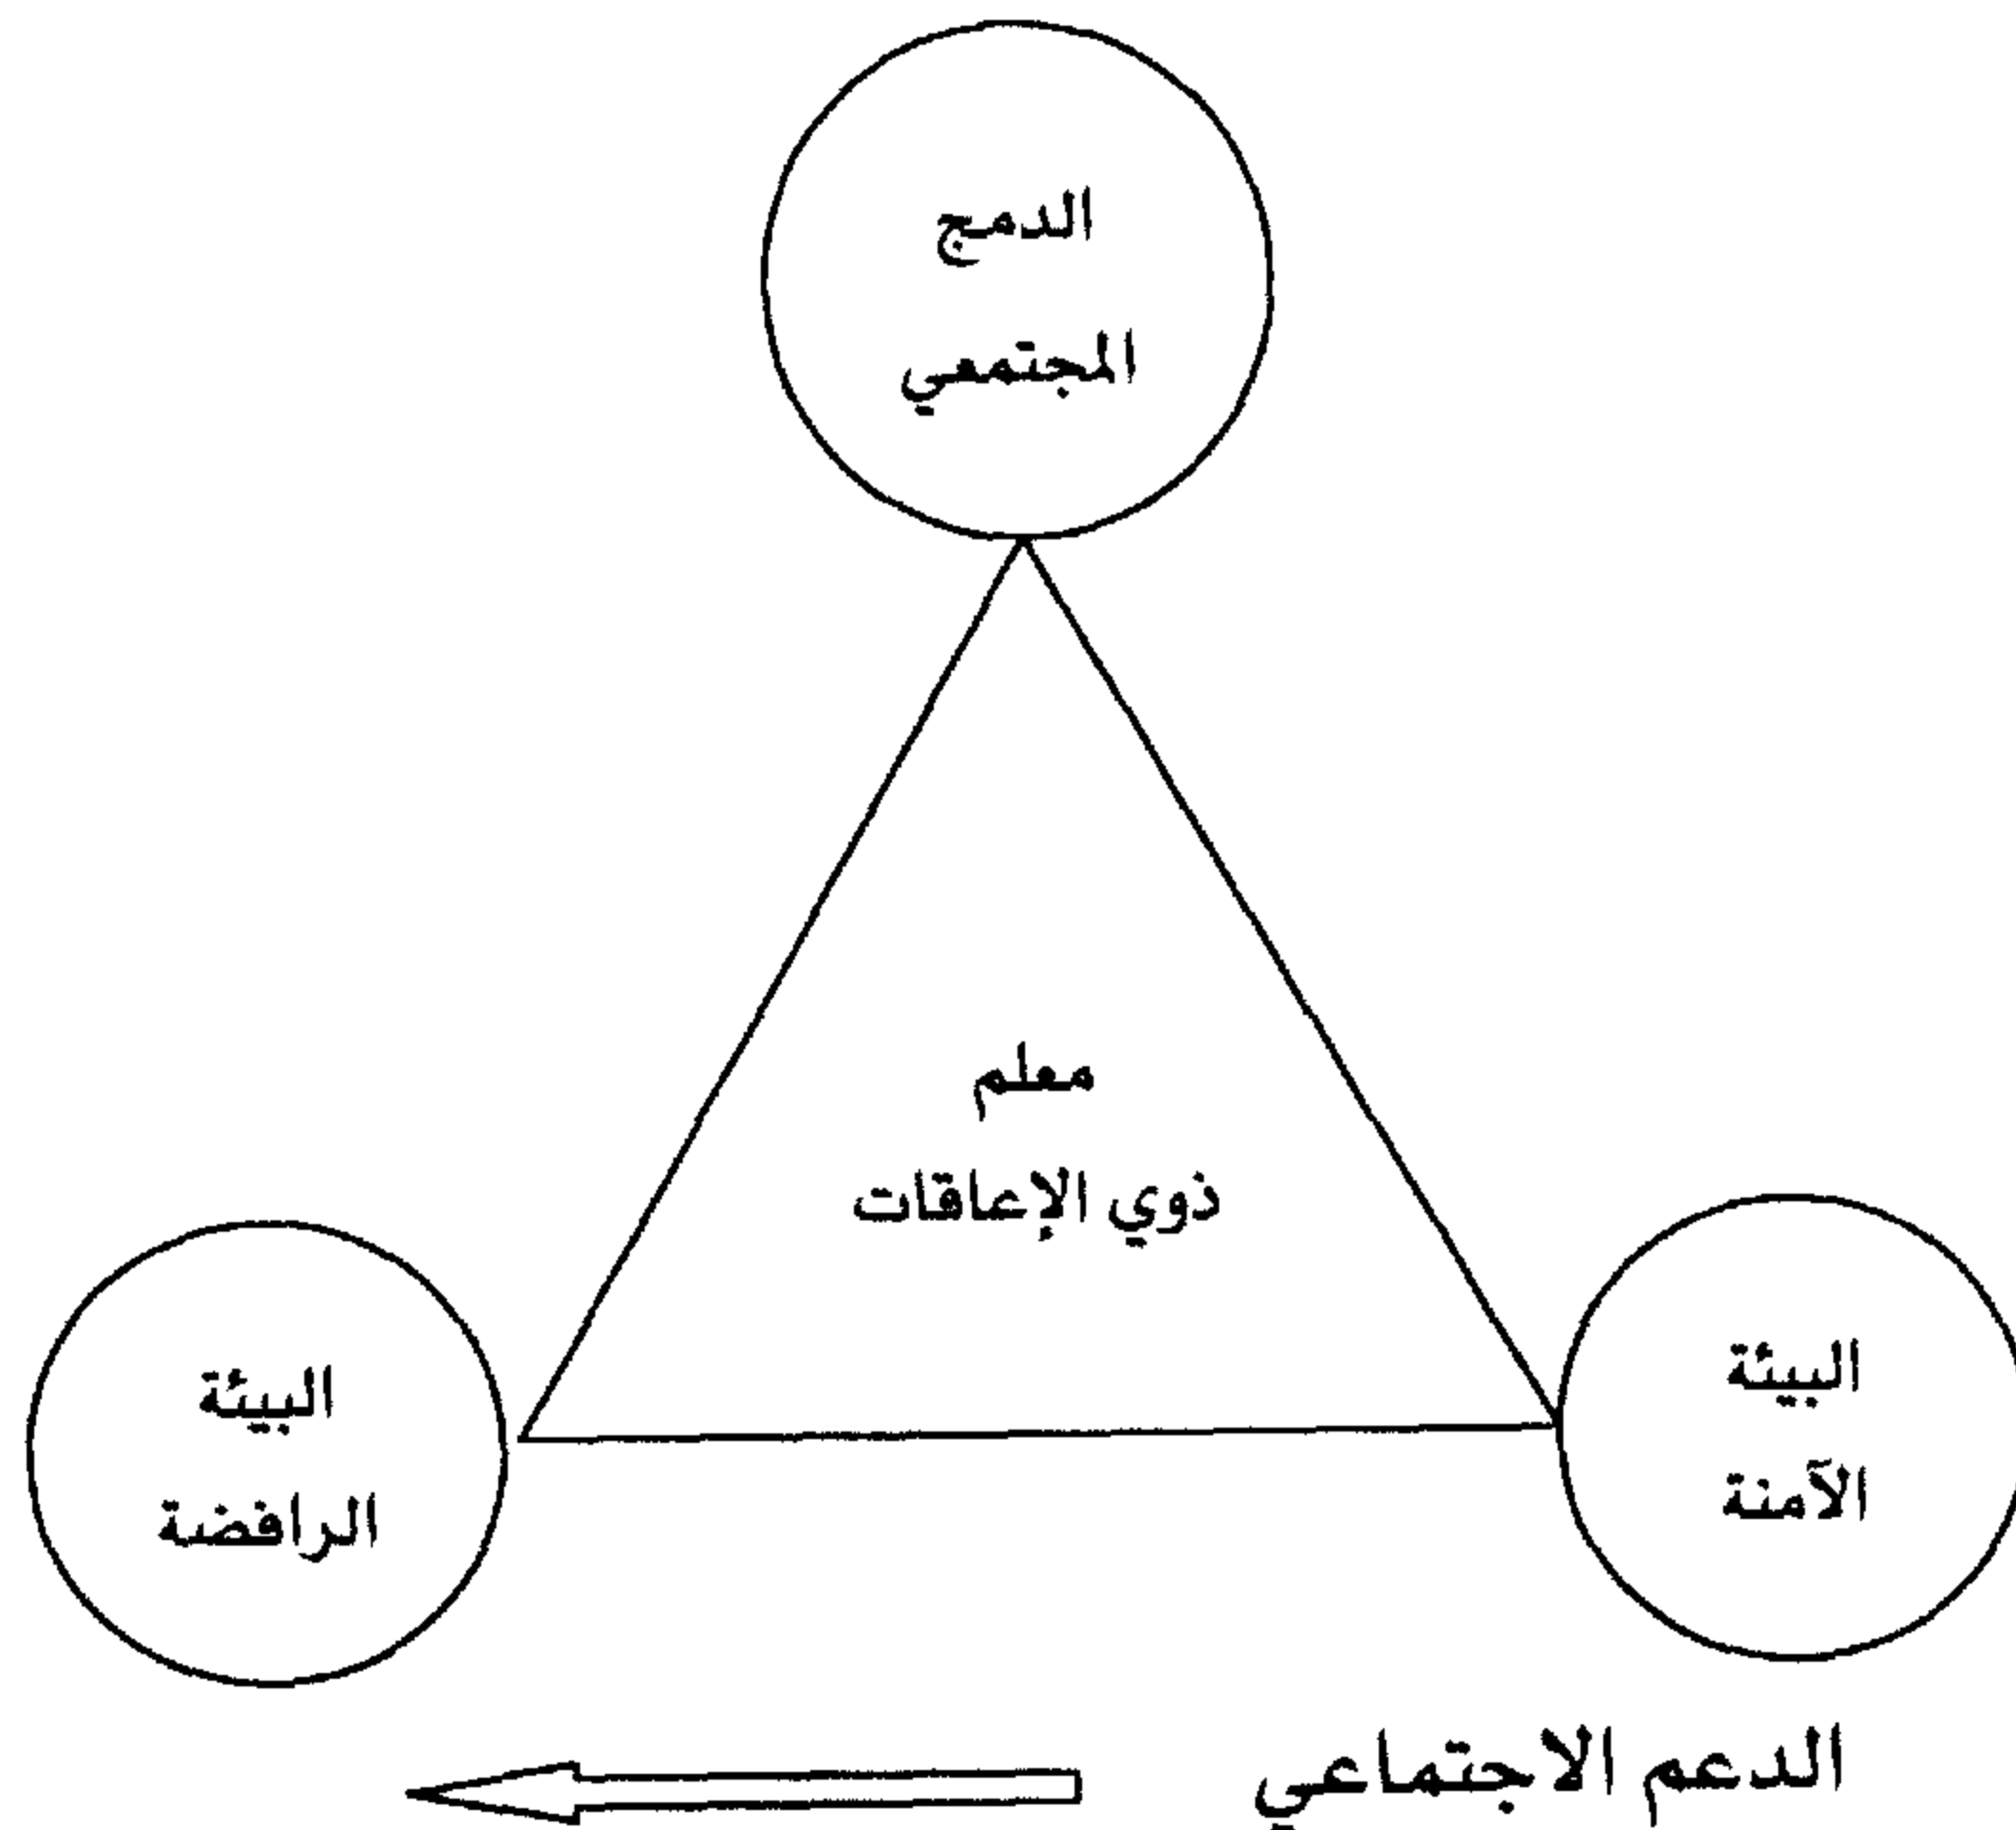 الدمج
المجتمعي
معلم
ذوي الإعاقات
البيئة
الآمنة
البيئة
الرافضة
الدعم الاجتماعي